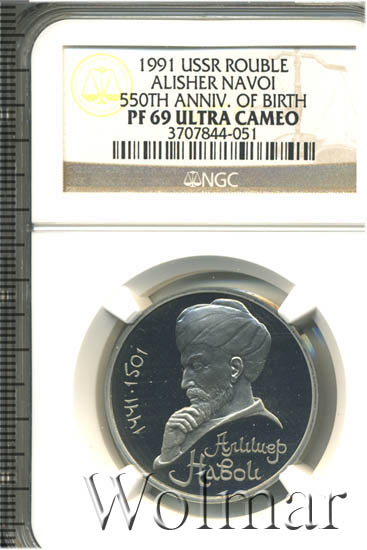 1991 USSR ROUBLE
ALISHER NAVOI
550TH ANNIV. OF BIRTH
PF 69 ULTRA CAMEO
3707844-051
NGC
1441·1501
Алишер
Навои
Wolmar